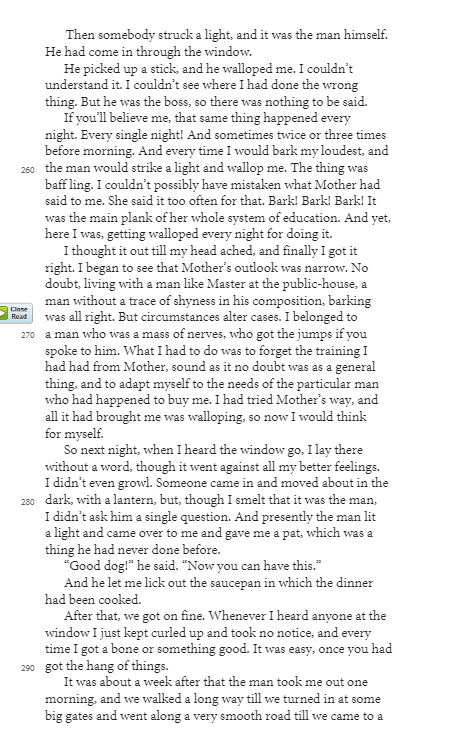 Then somebody struck a light, and it was the man himself.
He had come in through the window.
He picked up a stick, and he walloped me. I couldn't
understand it. I couldn't see where I had done the wrong
thing. But he was the boss, so there was nothing to be said.
If you'll believe me, that same thing happened every
night. Every single night! And sometimes twice or three times
before morning. And every time I would bark my loudest, and
260 the man would strike a light and wallop me. The thing was
baffling. I couldn't possibly have mistaken what Mother had
said to me. She said it too often for that. Bark! Bark! Bark! It
was the main plank of her whole system of education. And yet,
here I was, getting walloped every night for doing it.
I thought it out till my head ached, and finally I got it
right. I began to see that Mother's outlook was narrow. No
doubt, living with a man like Master at the public-house, a
man without a trace of shyness in his composition, barking
Close
Read
was all right. But circumstances alter cases. I belonged to
270 a man who was a mass of nerves, who got the jumps if you
spoke to him. What I had to do was to forget the training I
had had from Mother, sound as it no doubt was as a general
thing, and to adapt myself to the needs of the particular man
who had happened to buy me. I had tried Mother's way, and
all it had brought me was walloping, so now I would think
for myself.
So next night, when I heard the window go, I lay there
without a word, though it went against all my better feelings.
I didn't even growl. Someone came in and moved about in the
280 dark, with a lantern, but, though I smelt that it was the man,
I didn't ask him a single question. And presently the man lit
a light and came over to me and gave me a pat, which was a
thing he had never done before.
"Good dog!" he said. "Now you can have this."
And he let me lick out the saucepan in which the dinner
had been cooked.
After that, we got on fine. Whenever I heard anyone at the
window I just kept curled up and took no notice, and every
time I got a bone or something good. It was easy, once you had
290 got the hang of things.
It was about a week after that the man took me out one
morning, and we walked a long way till we turned in at some
big gates and went along a very smooth road till we came to a